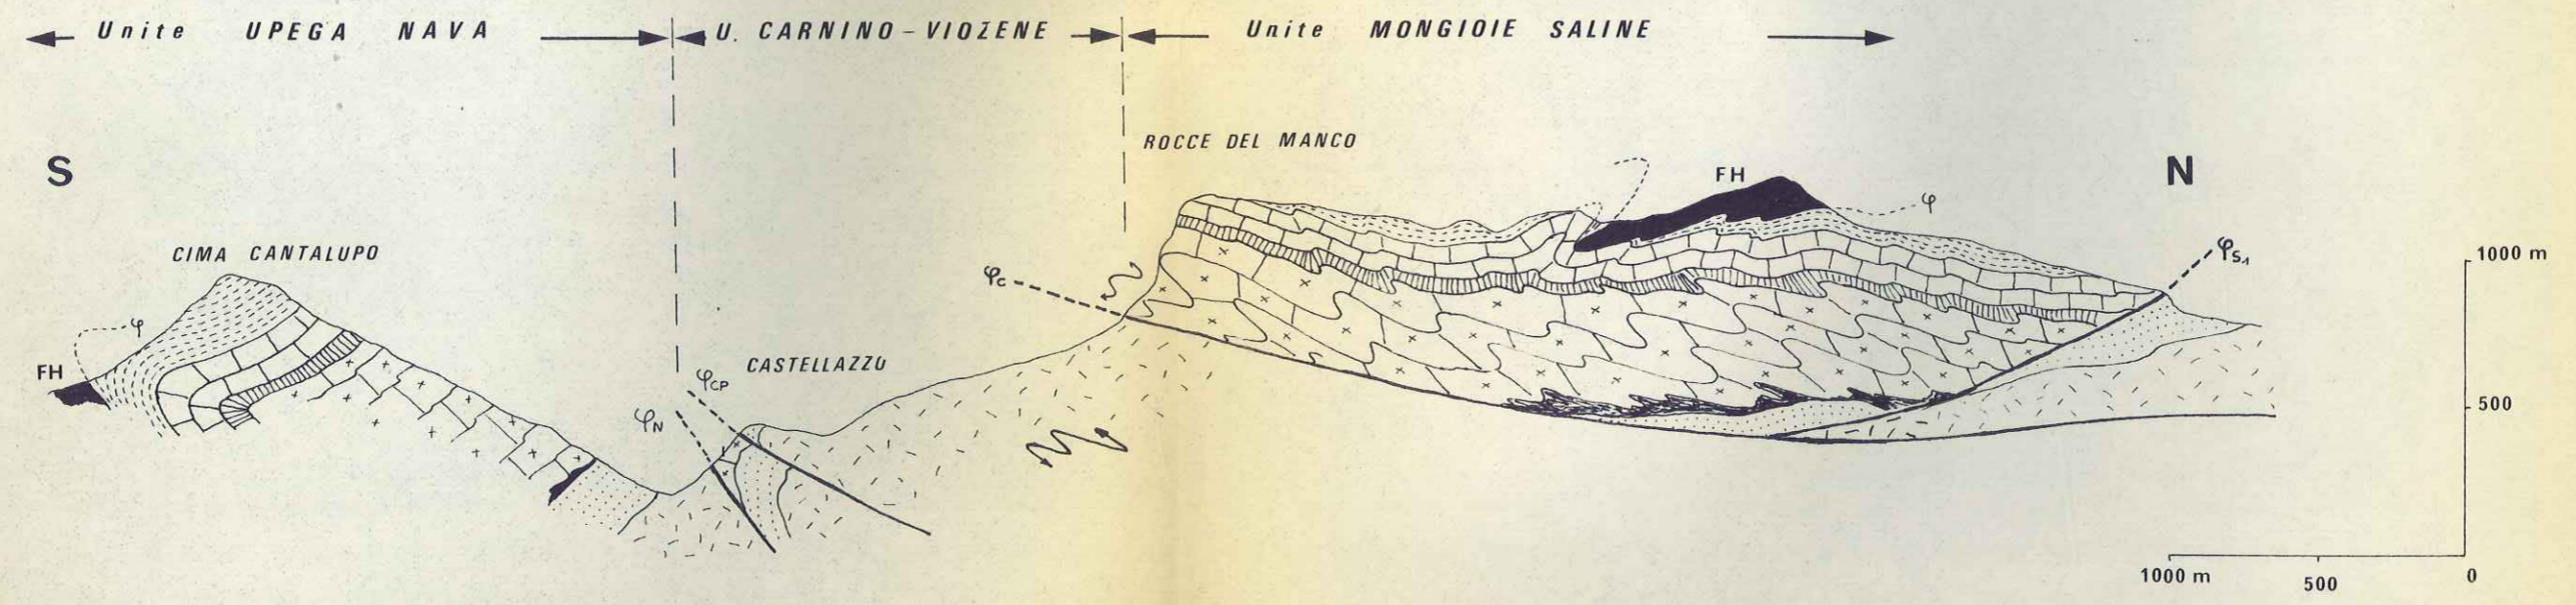 Unite UPEGA NAVA U. CARNINO-VIOZENE Unite MONGIOIE SALINE
ROCCE DEL MANCO
S FH N
CIMA CANTALUPO φ φS1
1000 m
φC
φ
FH CASTELLAZZO
φCP
φN 500
1000 m 500 0